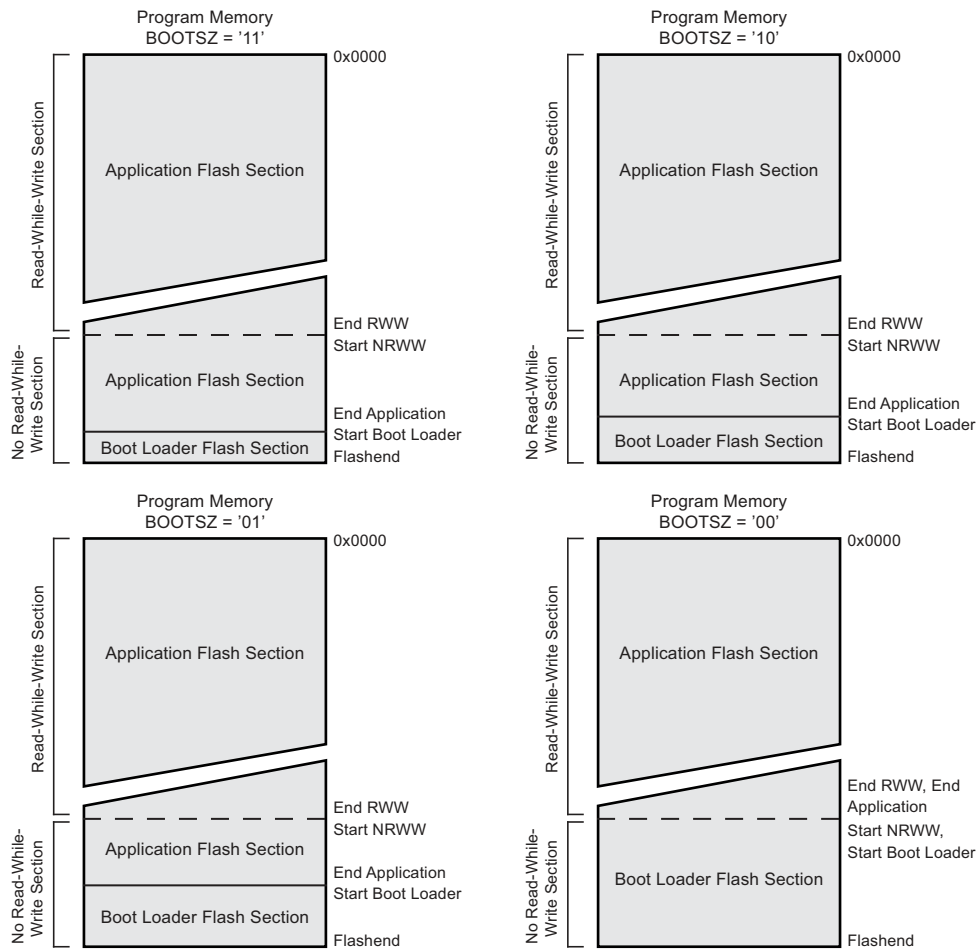 Program Memory
BOOTSZ = '11'
0x0000
Read-While-Write Section
Application Flash Section
End RWW
Start NRWW
No Read-While-
Write Section
Application Flash Section
End Application
Start Boot Loader
Boot Loader Flash Section
Flashend
Program Memory
BOOTSZ = '10'
0x0000
Read-While-Write Section
Application Flash Section
End RWW
Start NRWW
No Read-While-
Write Section
Application Flash Section
End Application
Start Boot Loader
Boot Loader Flash Section
Flashend
Program Memory
BOOTSZ = '01'
0x0000
Read-While-Write Section
Application Flash Section
End RWW
Start NRWW
No Read-While-
Write Section
Application Flash Section
End Application
Start Boot Loader
Boot Loader Flash Section
Flashend
Program Memory
BOOTSZ = '00'
0x0000
Read-While-Write Section
Application Flash Section
End RWW, End
Application
Start NRWW,
Start Boot Loader
No Read-While-
Write Section
Boot Loader Flash Section
Flashend